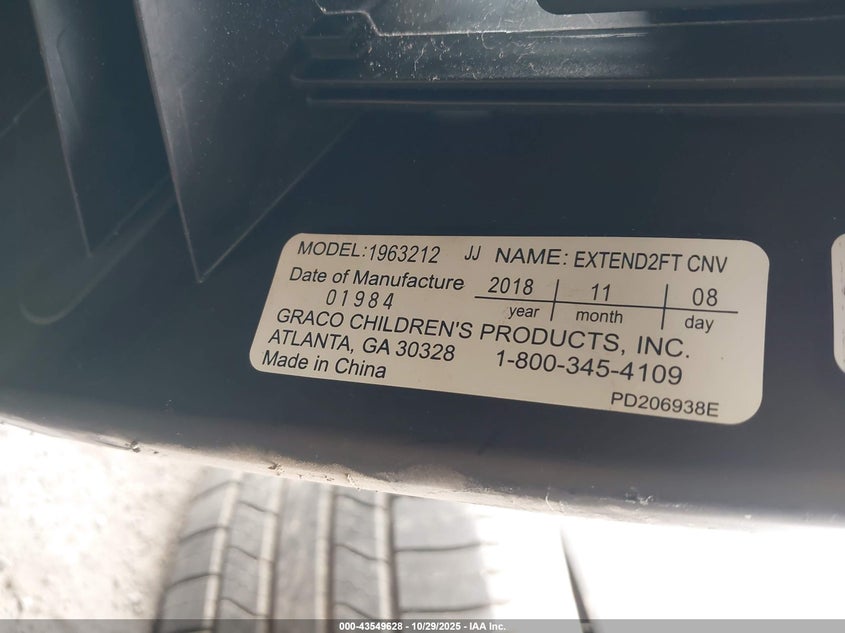 MODEL:1963212 JJ NAME: EXTEND2FT CNV
Date of Manufacture 2018 11 08
01984 year month day
GRACO CHILDREN'S PRODUCTS, INC.
ATLANTA, GA 30328 1-800-345-4109
Made in China
PD206938E
000-43549628 - 10/29/2025 - IAA Inc.